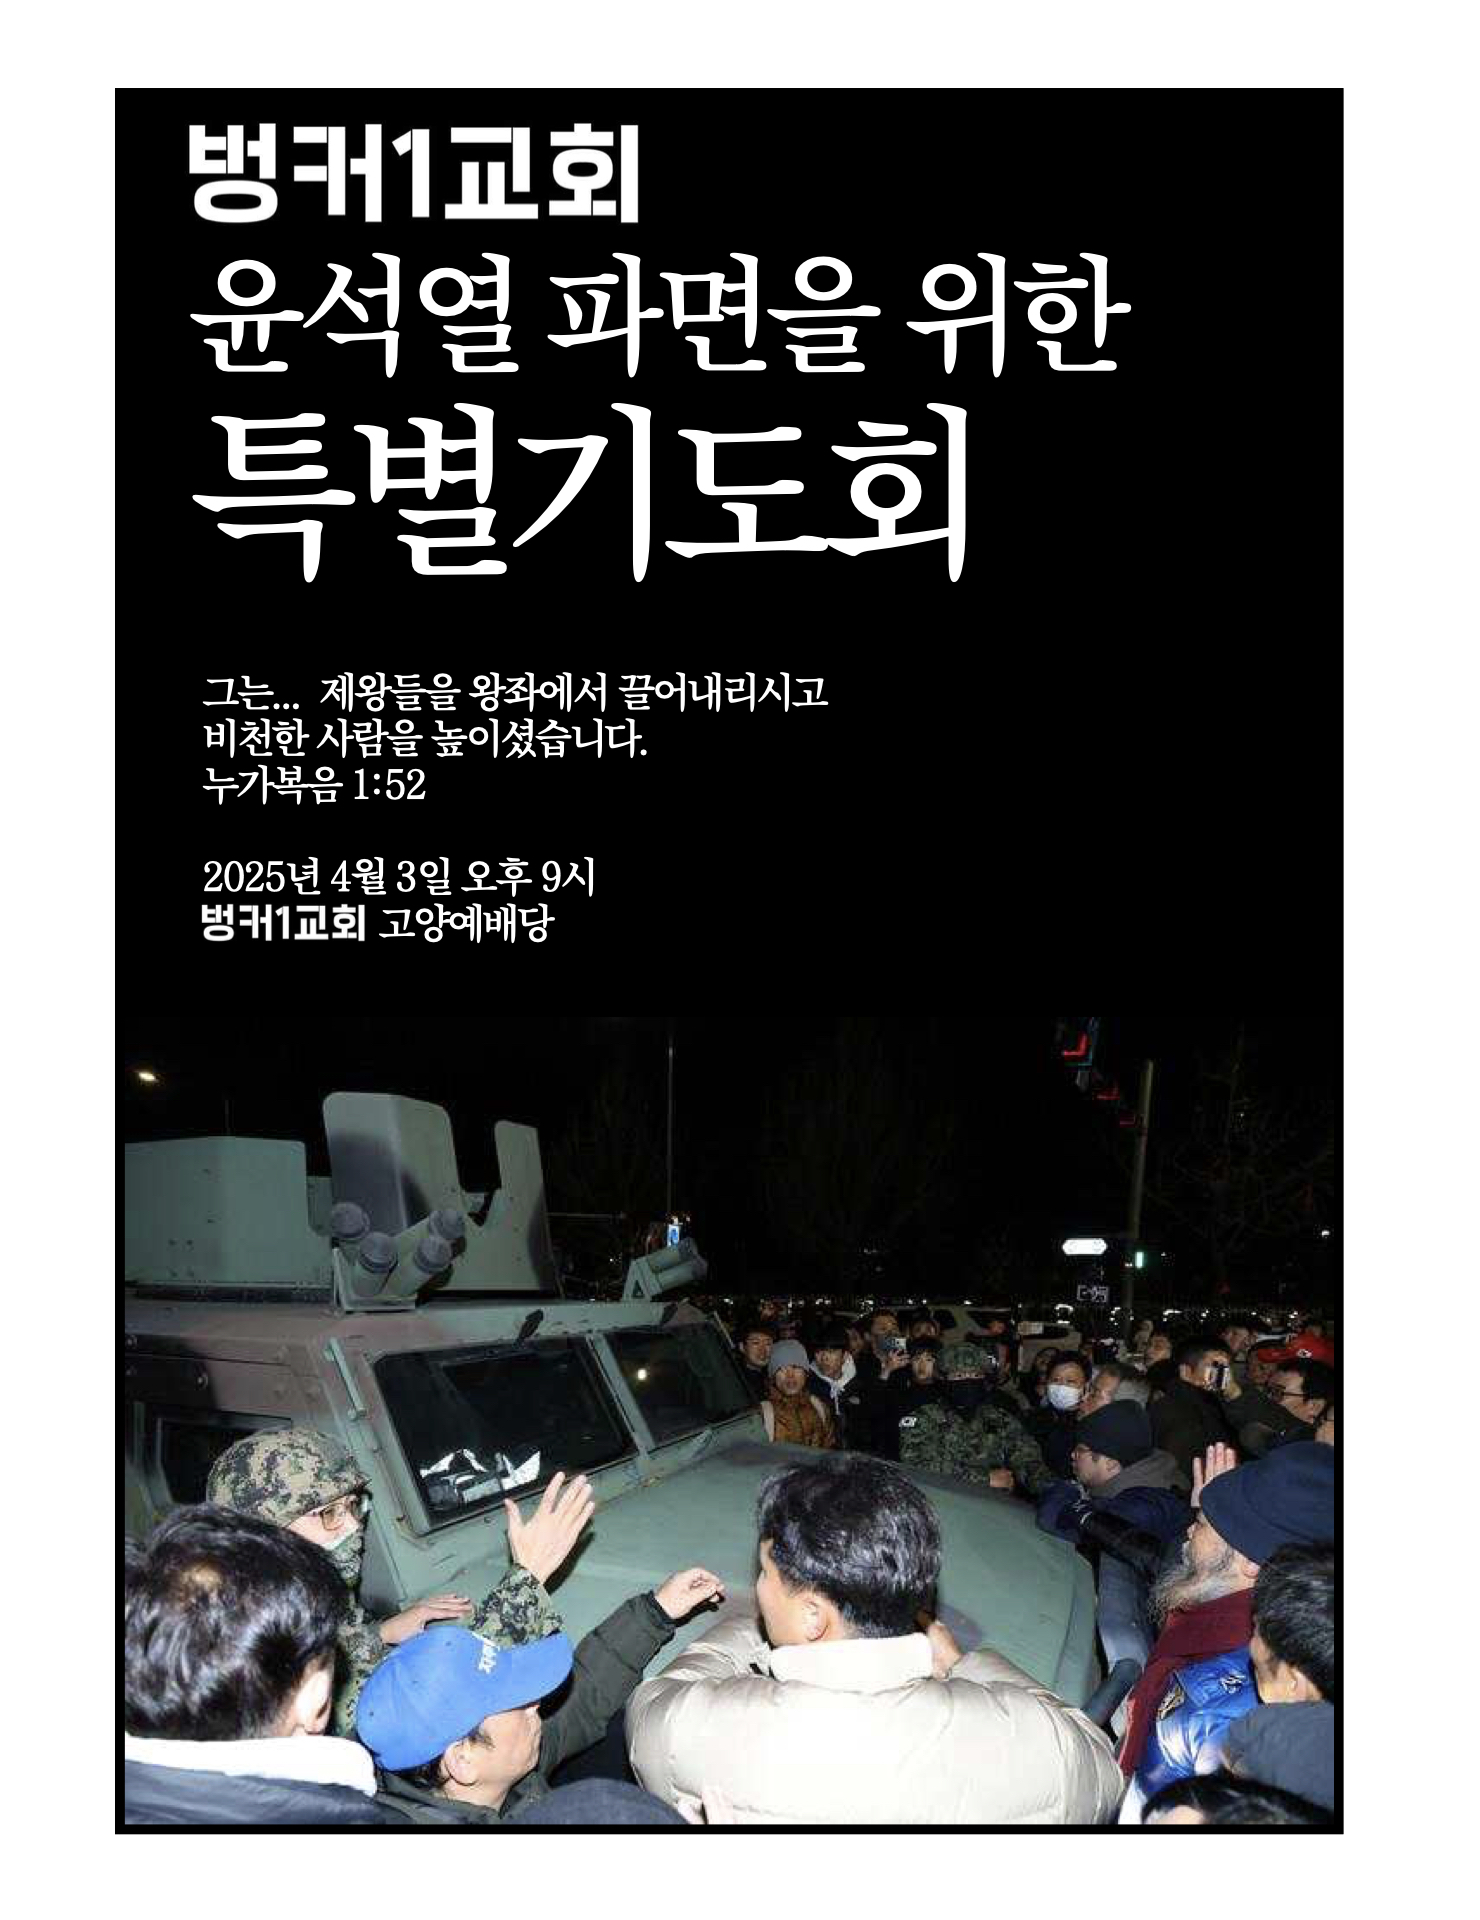 벙커1교회
윤석열 파면을 위한
특별기도회
그는... 제왕들을 왕좌에서 끌어내리시고
비천한 사람을 높이셨습니다.
누가복음 1:52
2025년 4월 3일 오후 9시
벙커1교회 고양예배당